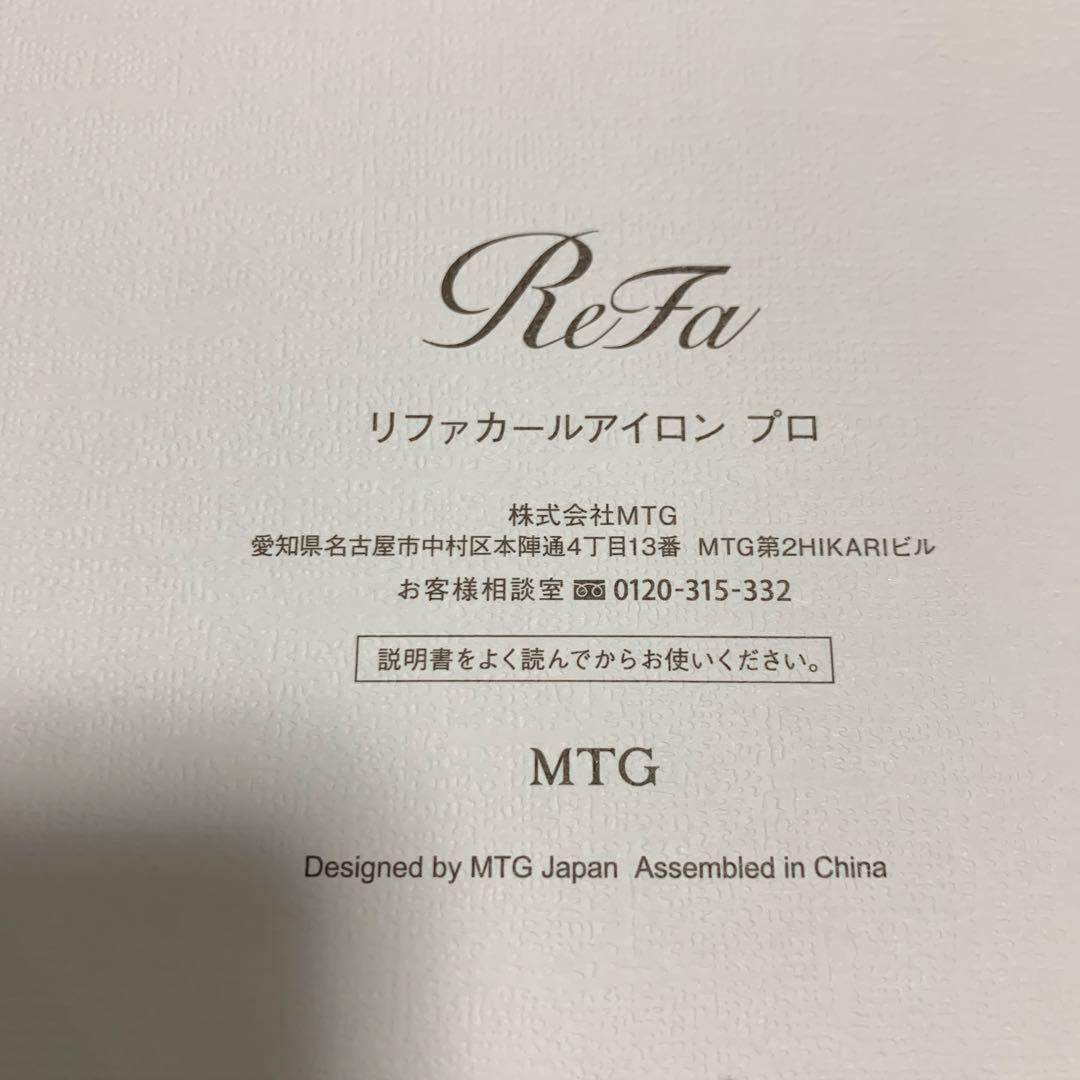 ReFa
リファカールアイロン プロ
株式会社MTG
愛知県名古屋市中村区本陣通4丁目13番 MTG第2HIKARIビル
お客様相談室 0120-315-332
説明書をよく読んでからお使いください。
MTG
Designed by MTG Japan Assembled in China